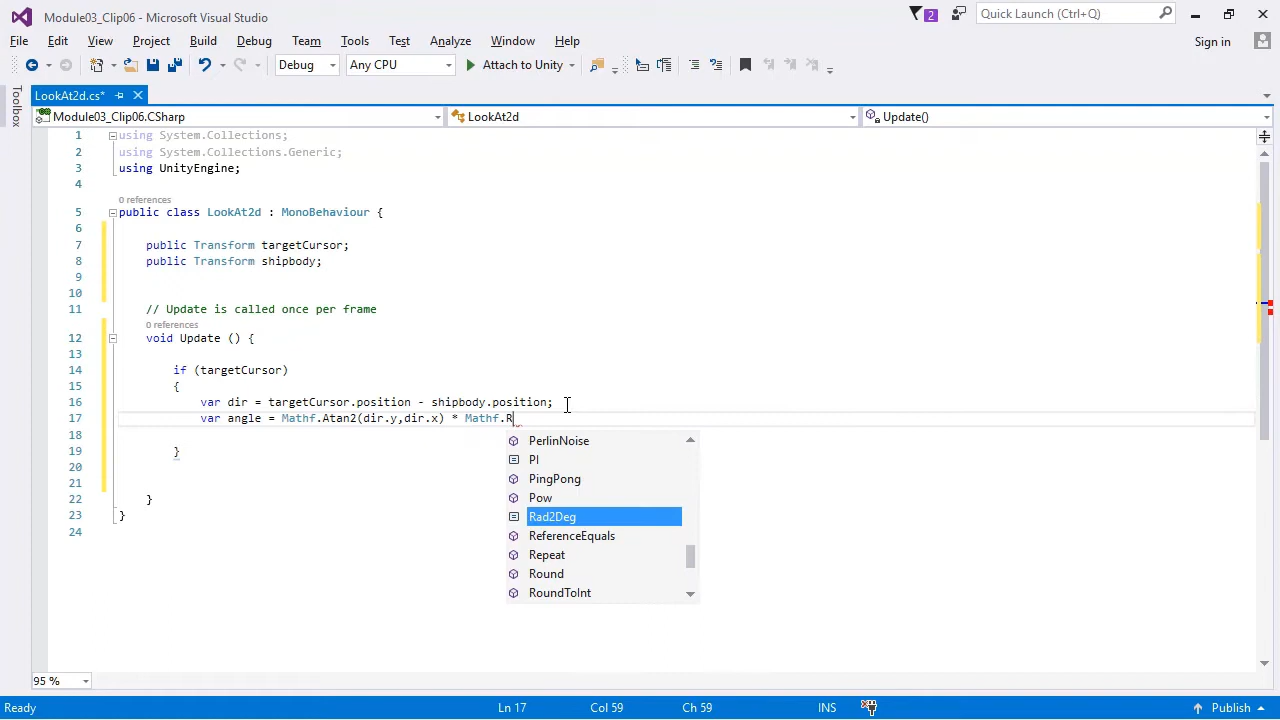 Module03_Clip06 - Microsoft Visual Studio
2
Quick Launch (Ctrl+Q)
File Edit View Project Build Debug Team Tools Test Analyze Window Help
Sign in
Debug
Any CPU
Attach to Unity
Toolbox
LookAt2d.cs*
Module03_Clip06.CSharp
LookAt2d
Update()
1 using System.Collections;
2 using System.Collections.Generic;
3 using UnityEngine;
4
0 references
5 public class LookAt2d : MonoBehaviour {
6
7 public Transform targetCursor;
8 public Transform shipbody;
9
10
11 // Update is called once per frame
0 references
12 void Update () {
13
14 if (targetCursor)
15 {
16 var dir = targetCursor.position - shipbody.position;
17 var angle = Mathf.Atan2(dir.y,dir.x) * Mathf.R
18
19 }
20
21
22 }
23 }
24
PerlinNoise
PI
PingPong
Pow
Rad2Deg
ReferenceEquals
Repeat
Round
RoundToInt
95 %
Ready
Ln 17
Col 59
Ch 59
INS
Publish